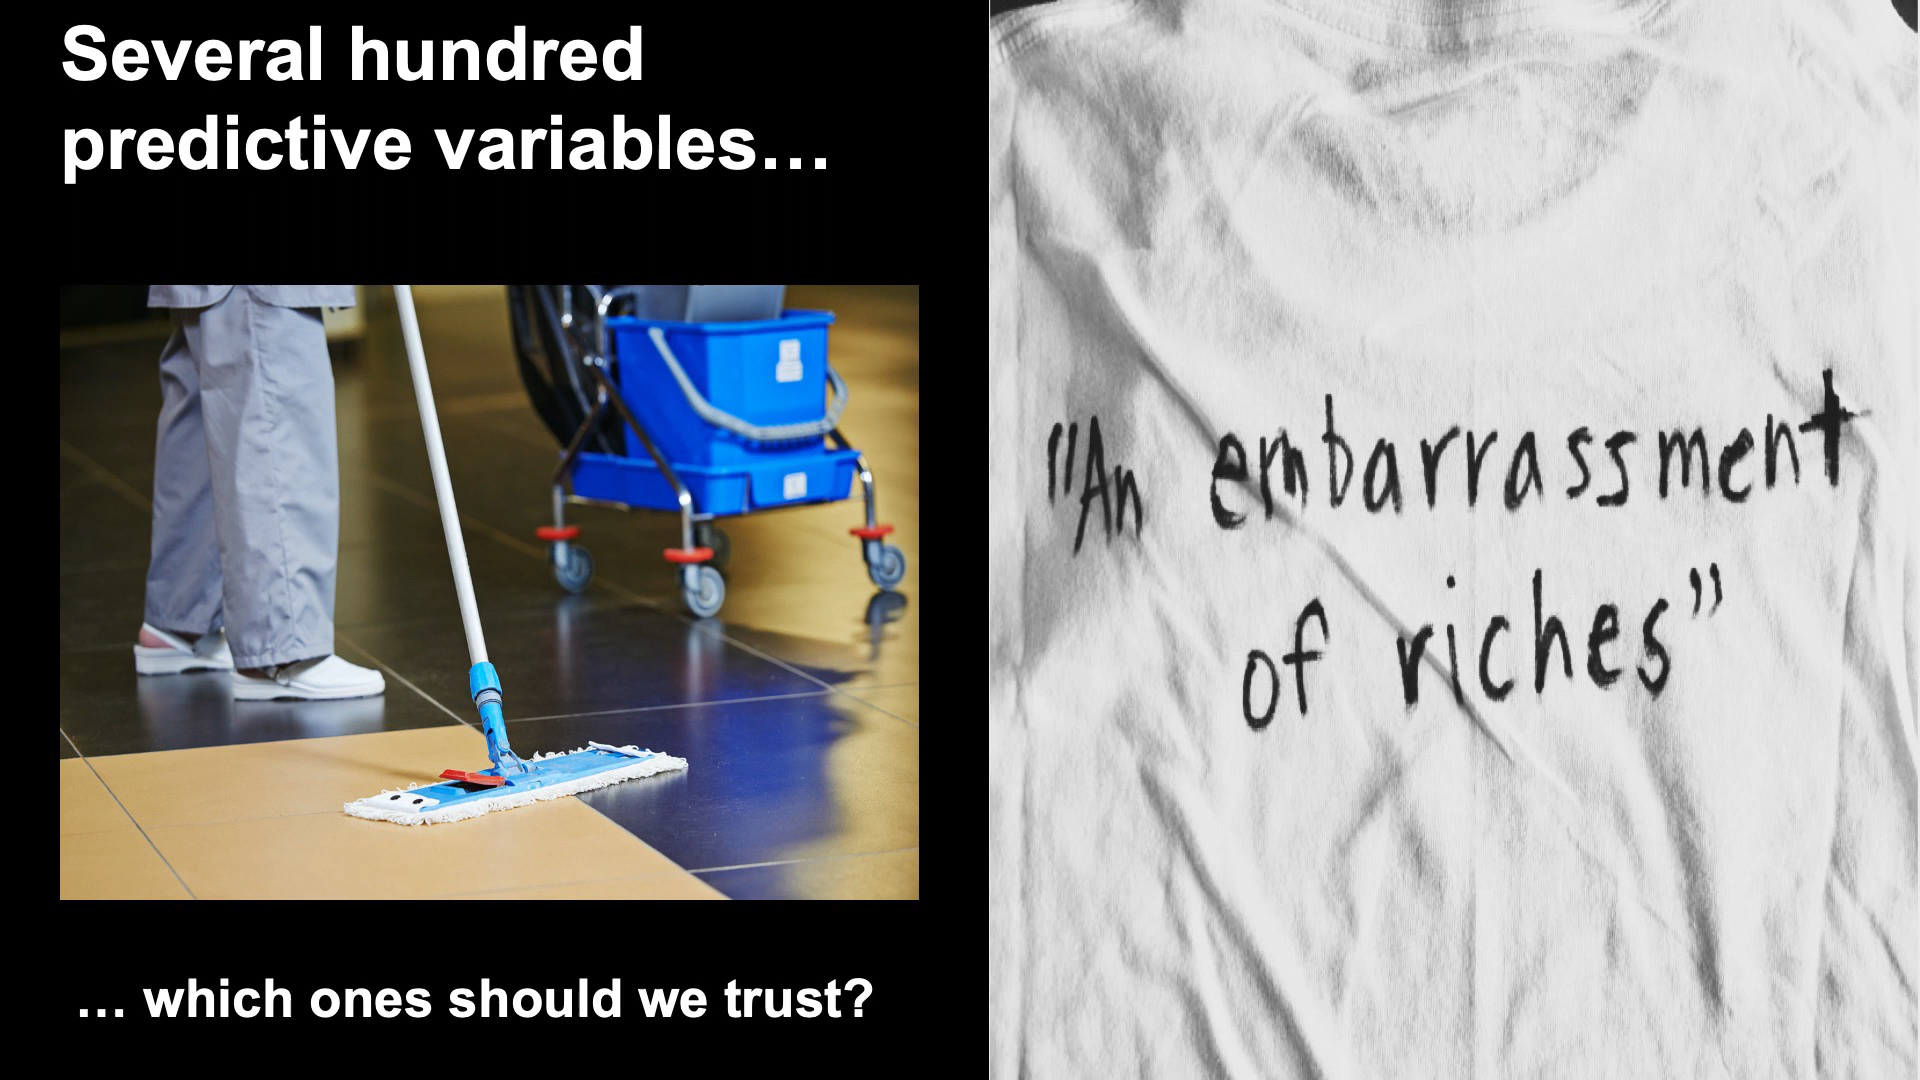 Several hundred
predictive variables…
… which ones should we trust?
"An embarrassment
of riches"